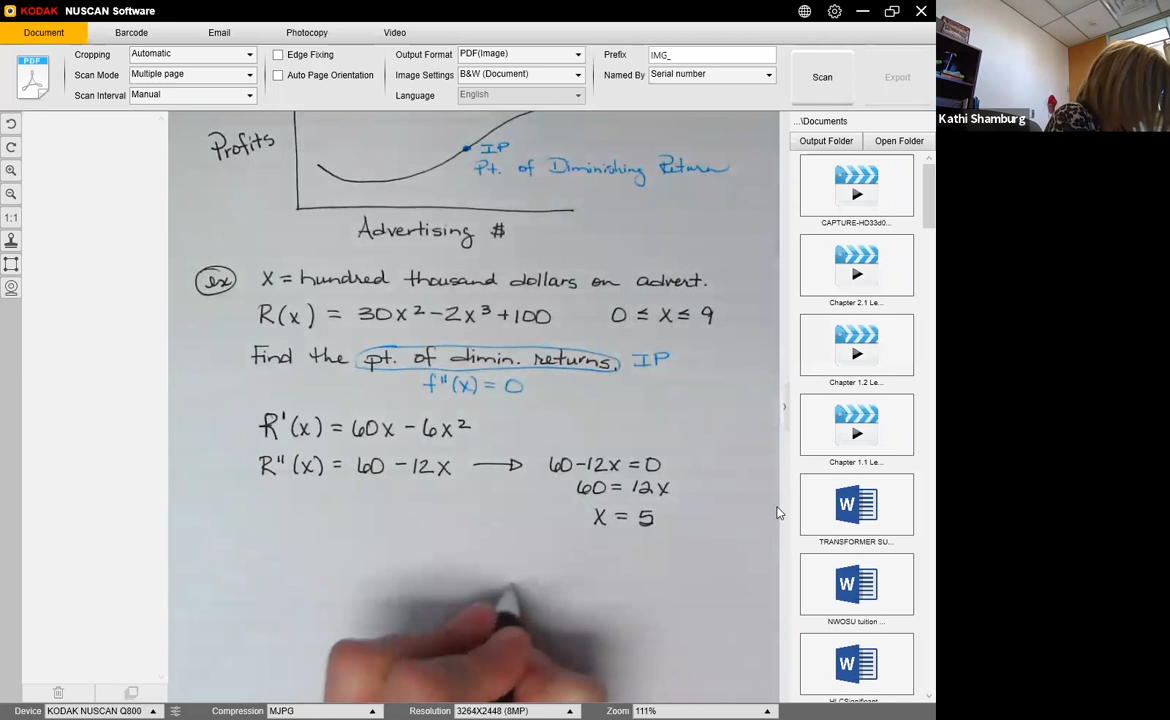 KODAK NUSCAN Software
Document Barcode Email Photocopy Video
Cropping Automatic Edge Fixing Output Format PDF(Image) Prefix IMG_
PDF Scan Mode Multiple page Auto Page Orientation Image Settings B&W (Document) Named By Serial number Scan Export
Scan Interval Manual Language English
Kathi Shamburg
...\Documents
Output Folder Open Folder
1:1
Profits
IP
Pt. of Diminishing Return
Advertising $
ex X = hundred thousand dollars on advert.
R(x) = 30x² - 2x³ + 100 0 ≤ x ≤ 9
Find the pt. of dimin. returns. IP
f"(x) = 0
R'(x) = 60x - 6x²
R"(x) = 60 - 12x → 60 - 12x = 0
60 = 12x
x = 5
CAPTURE-HO33d0...
Chapter 2.1 Le...
Chapter 1.2 Le...
Chapter 1.1 Le...
TRANSFORMER SU...
NWOSU tuition ...
HLCSignificant
Device KODAK NUSCAN Q800 Compression MJPG Resolution 3264X2448 (8MP) Zoom 111%